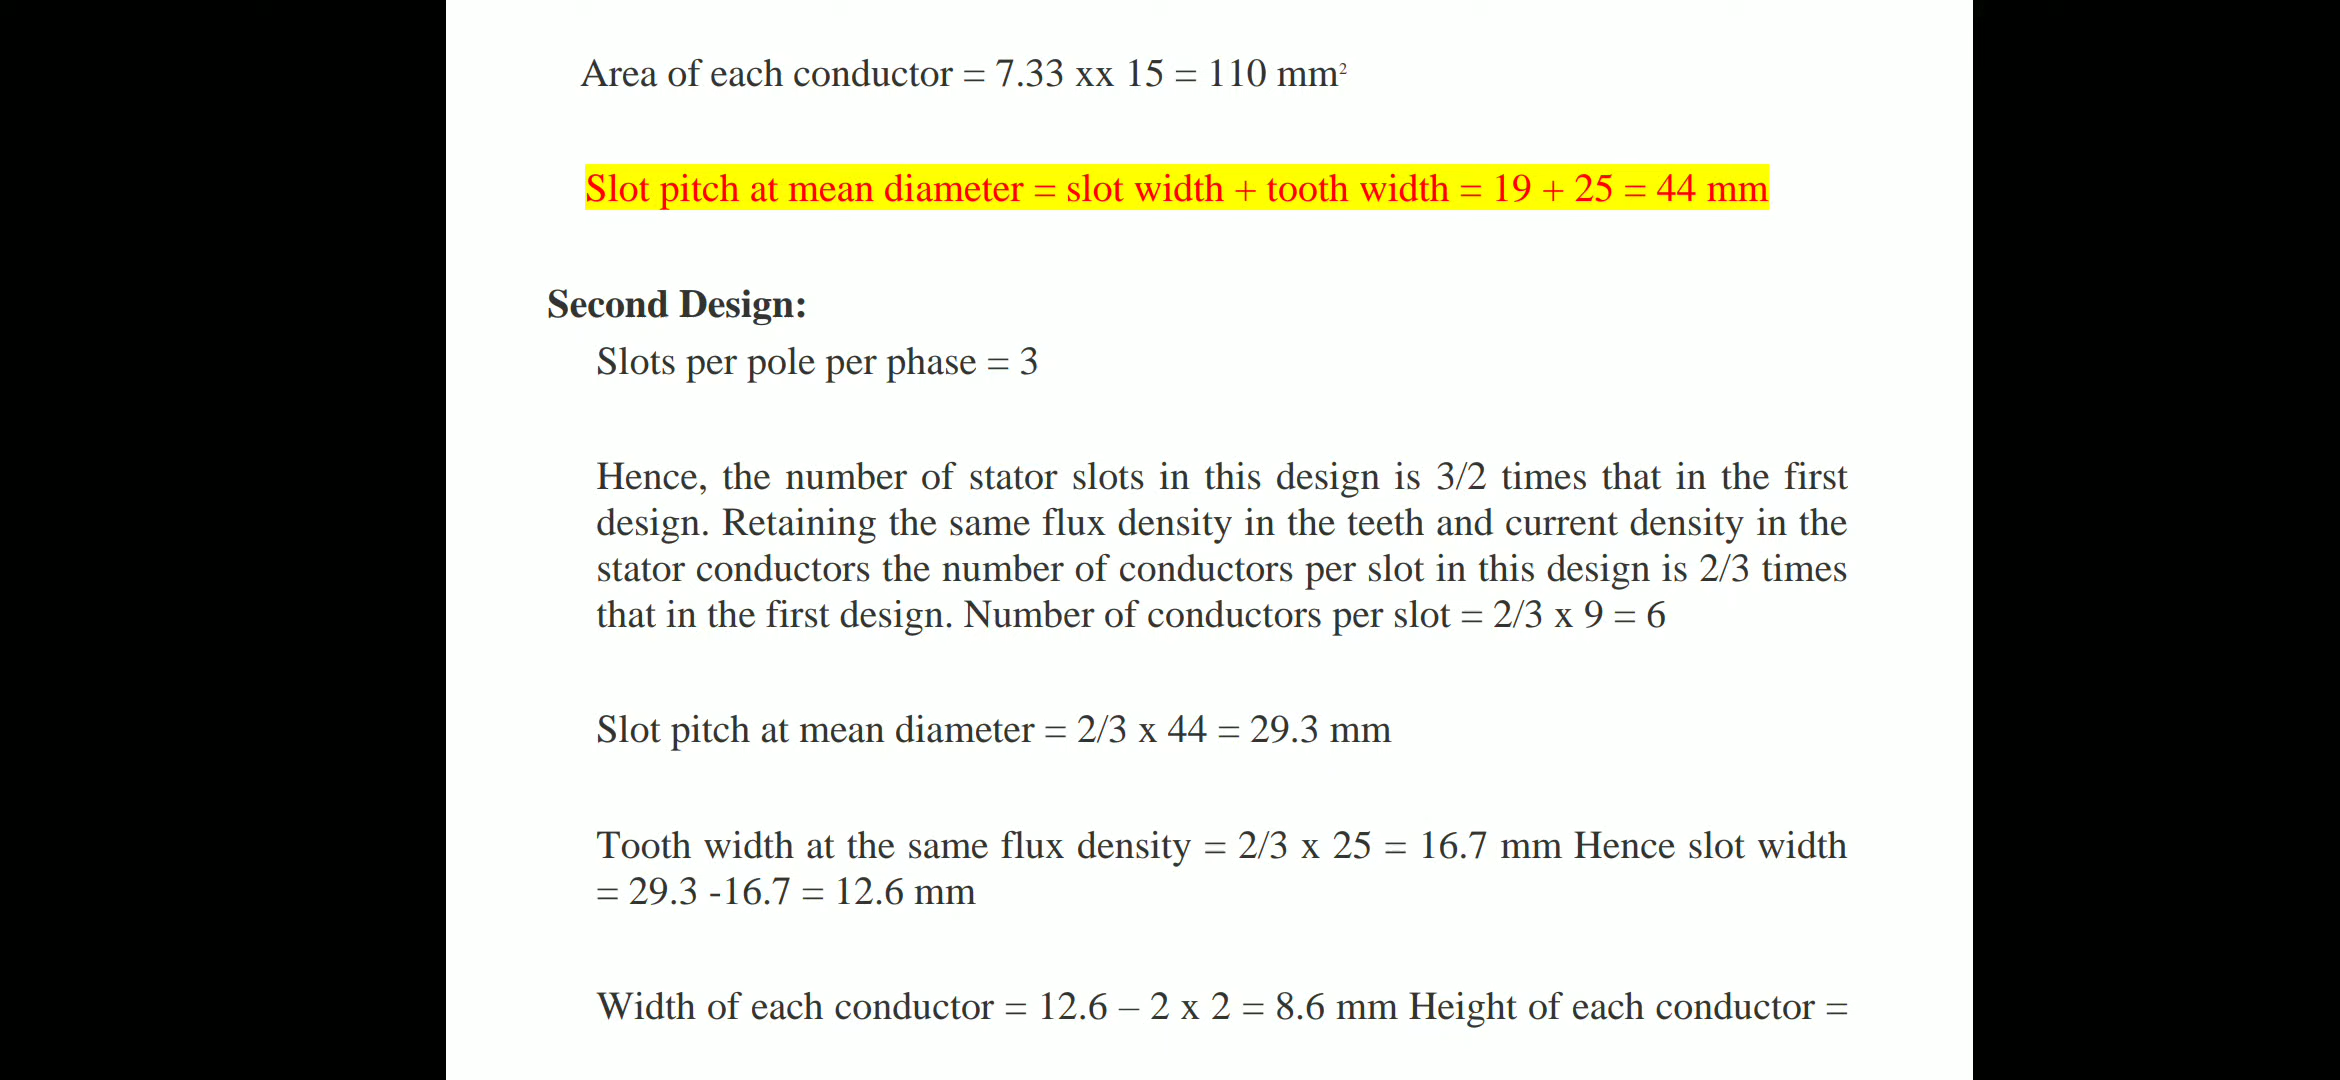 Area of each conductor = 7.33 xx 15 = 110 mm²
Slot pitch at mean diameter = slot width + tooth width = 19 + 25 = 44 mm
Second Design:
Slots per pole per phase = 3
Hence, the number of stator slots in this design is 3/2 times that in the first
design. Retaining the same flux density in the teeth and current density in the
stator conductors the number of conductors per slot in this design is 2/3 times
that in the first design. Number of conductors per slot = 2/3 x 9 = 6
Slot pitch at mean diameter = 2/3 x 44 = 29.3 mm
Tooth width at the same flux density = 2/3 x 25 = 16.7 mm Hence slot width
= 29.3 -16.7 = 12.6 mm
Width of each conductor = 12.6 – 2 x 2 = 8.6 mm Height of each conductor =